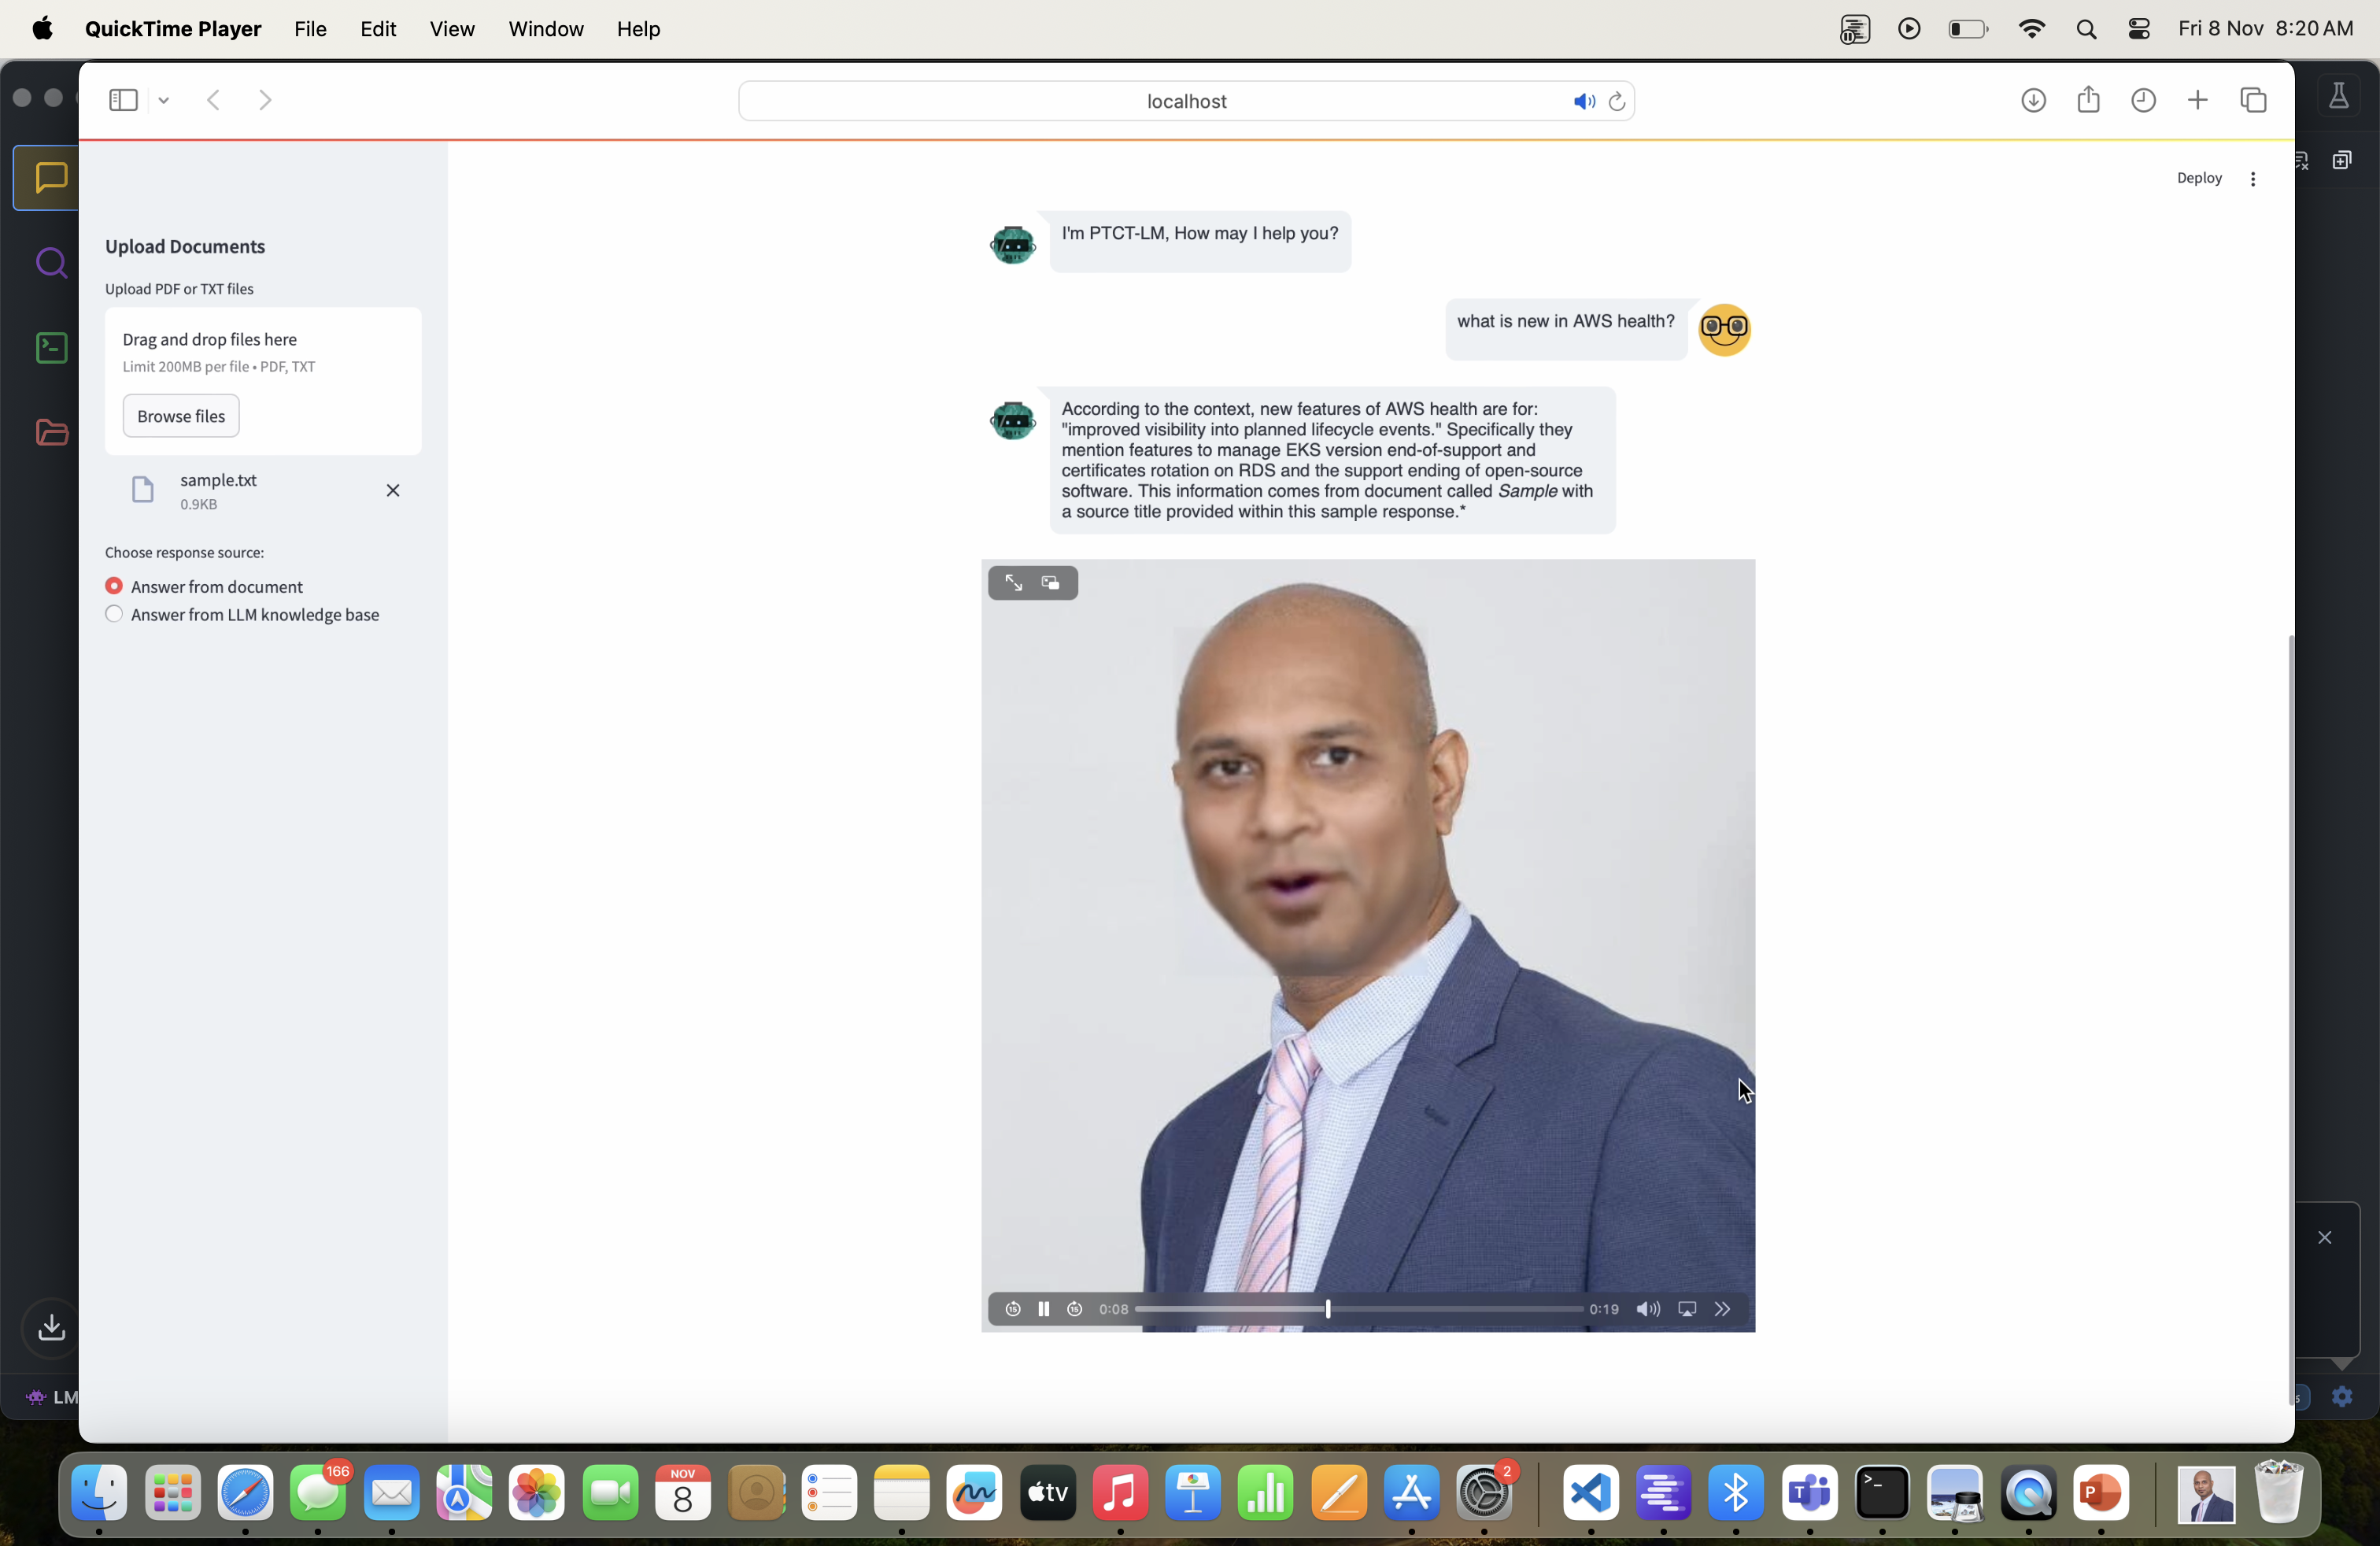 QuickTime Player File Edit View Window Help Fri 8 Nov 8:20 AM
localhost
Deploy
Upload Documents
Upload PDF or TXT files
Drag and drop files here
Limit 200MB per file • PDF, TXT
Browse files
sample.txt
0.9KB
Choose response source:
Answer from document
Answer from LLM knowledge base
I'm PTCT-LM, How may I help you?
what is new in AWS health?
According to the context, new features of AWS health are for:
"improved visibility into planned lifecycle events." Specifically they
mention features to manage EKS version end-of-support and
certificates rotation on RDS and the support ending of open-source
software. This information comes from document called Sample with
a source title provided within this sample response.*
15 15 0:08 0:19
LM
s
166
NOV
8
tv
2
T
P